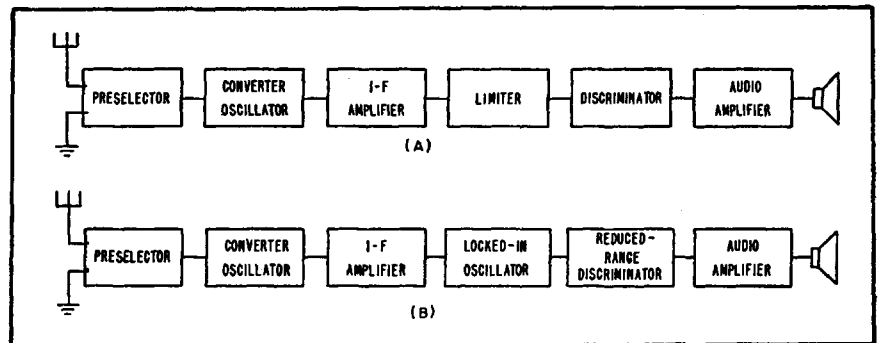 PRESELECTOR
CONVERTER
OSCILLATOR
I-F
AMPLIFIER
LIMITER
DISCRIMINATOR
AUDIO
AMPLIFIER
(A)
PRESELECTOR
CONVERTER
OSCILLATOR
I-F
AMPLIFIER
LOCKED-IN
OSCILLATOR
REDUCED-
RANGE
DISCRIMINATOR
AUDIO
AMPLIFIER
(B)